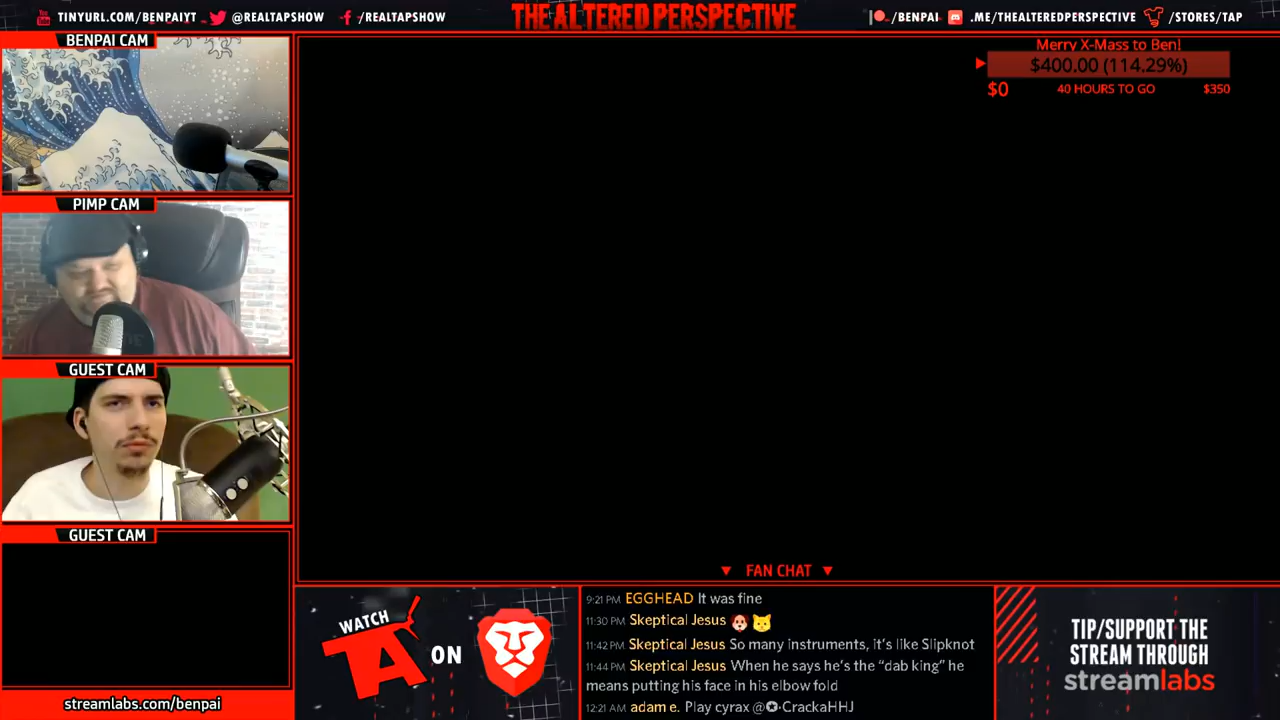 TINYURL.COM/BENPAIYT @REALTAPSHOW /REALTAPSHOW THE ALTERED PERSPECTIVE /BENPAI .ME/THEALTEREDPERSPECTIVE /STORES/TAP
BENPAI CAM
PIMP CAM
GUEST CAM
GUEST CAM
streamlabs.com/benpai
Merry X-Mass to Ben!
$400.00 (114.29%)
$0 40 HOURS TO GO $350
▼ FAN CHAT ▼
WATCH
TA ON
9:21 PM EGGHEAD It was fine
11:30 PM Skeptical Jesus 🐶 😺
11:42 PM Skeptical Jesus So many instruments, it's like Slipknot
11:44 PM Skeptical Jesus When he says he's the “dab king” he
means putting his face in his elbow fold
12:21 AM adam e. Play cyrax @✪·CrackaHHJ
TIP/SUPPORT THE
STREAM THROUGH
streamlabs